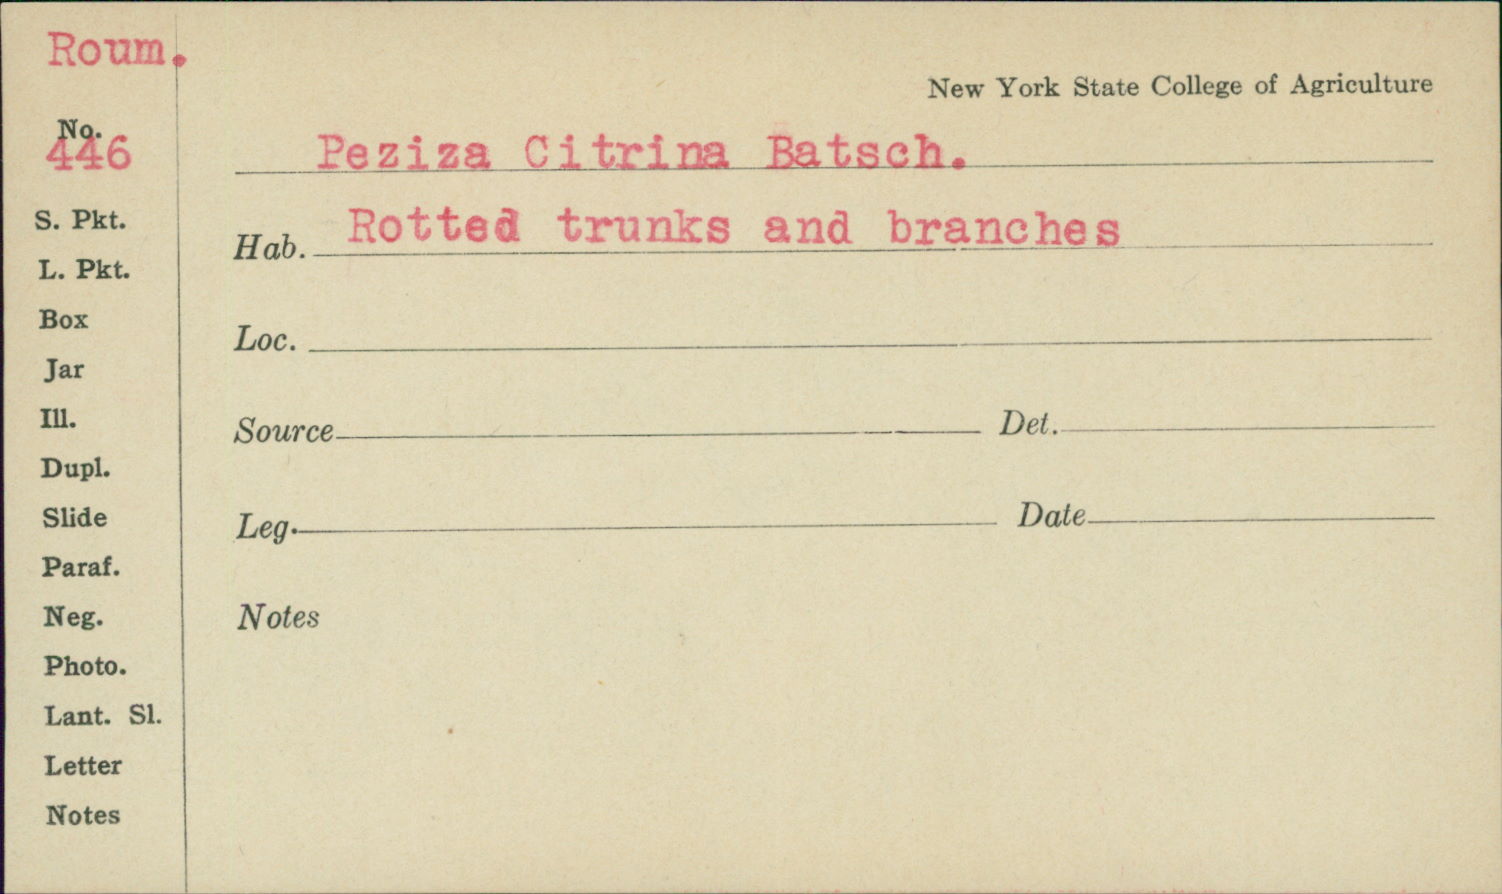 Roum.
New York State College of Agriculture
No.
446
Peziza Citrina Batsch.
S. Pkt.
Hab. Rotted trunks and branches
L. Pkt.
Box
Loc.
Jar
Ill.
Source Det.
Dupl.
Slide
Leg. Date
Paraf.
Neg.
Notes
Photo.
Lant. Sl.
Letter
Notes